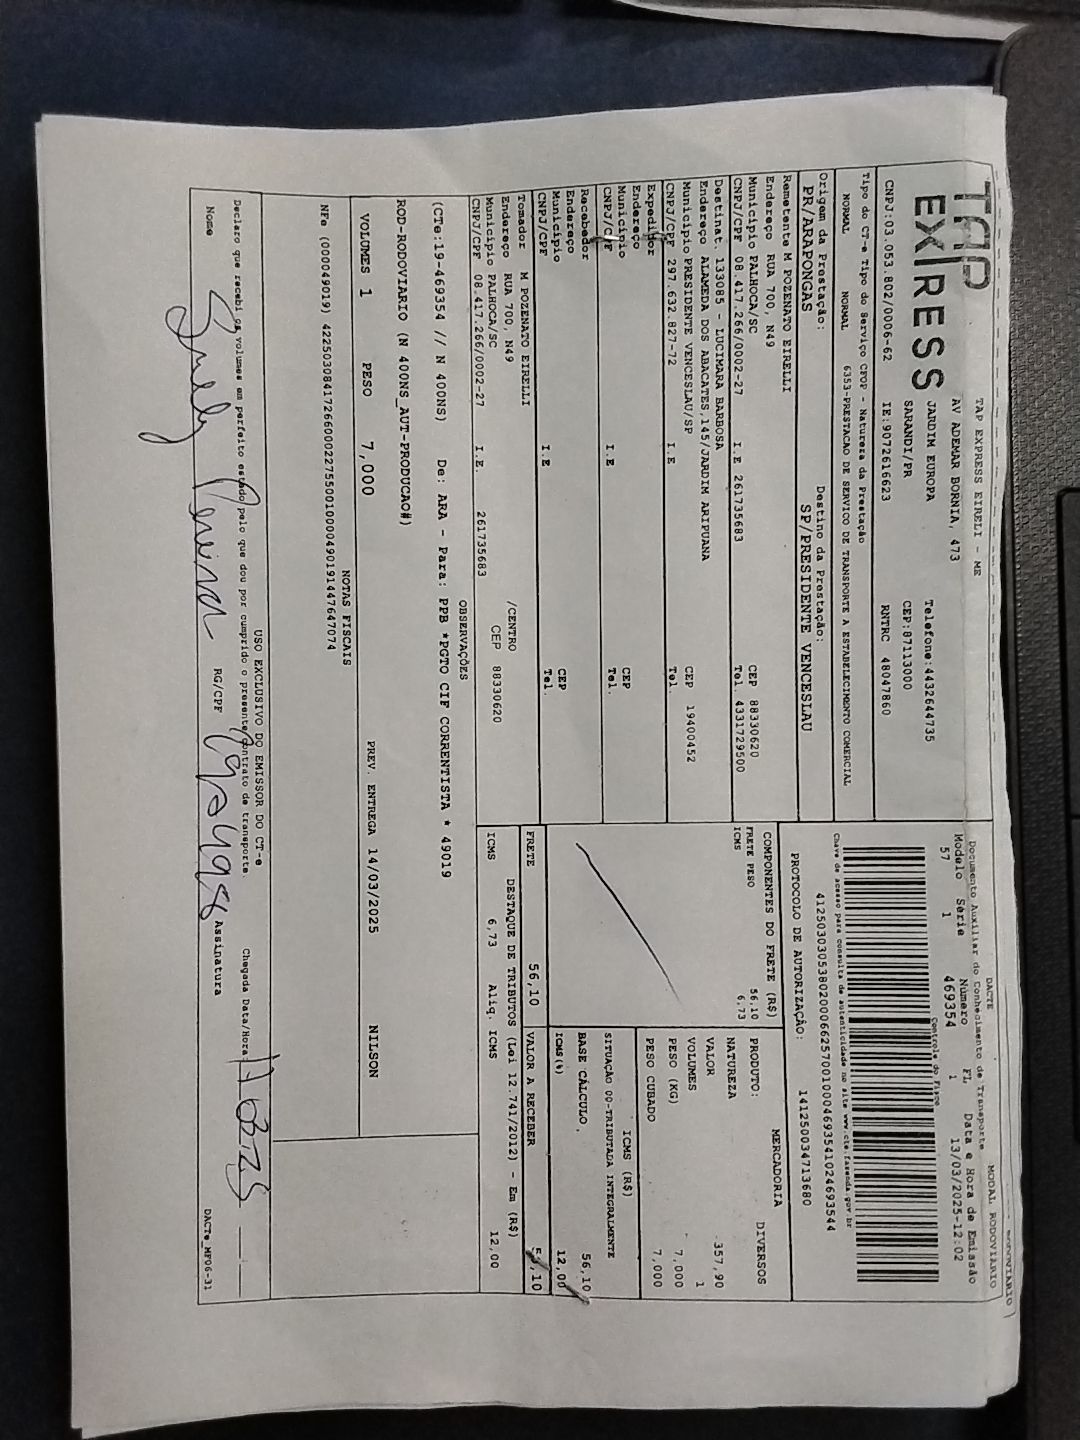 RODOVIARIO
DACTE
MODAL RODOVIÁRIO
Documento Auxiliar do Conhecimento de Transporte
Modelo Série Número FL Data e Hora de Emissão
57 1 469354 1 13/03/2025-12:02
Controle do Fisco
TAP EXPRESS
TAP EXPRESS EIRELI - ME
AV ADEMAR BORNIA, 473
JARDIM EUROPA Telefone:4432644735
SARANDI/PR CEP:87113000
CNPJ:03.053.802/0006-62 IE:9072616623 RNTRC 48047860
Tipo do CT-e Tipo do Serviço CFOP - Natureza da Prestação
NORMAL NORMAL 6353-PRESTACAO DE SERVICO DE TRANSPORTE A ESTABELECIMENTO COMERCIAL
Chave de acesso para consulta de autenticidade no site www.cte.fazenda.gov.br
41250303053802000662570010004693541024693544
PROTOCOLO DE AUTORIZAÇÃO: 141250034713680
Origem da Prestação: Destino da Prestação:
PR/ARAPONGAS SP/PRESIDENTE VENCESLAU
Remetente M POZENATO EIRELLI
Endereço RUA 700, N49
Município PALHOCA/SC CEP 88330620
CNPJ/CPF 08.417.266/0002-27 I.E 261735683 Tel. 4331729500
Destinat. 133085 - LUCIMARA BARBOSA
Endereço ALAMEDA DOS ABACATES,145/JARDIM ARIPUANA
Município PRESIDENTE VENCESLAU/SP CEP 19400452
CNPJ/CPF 297.632.827-72 I.E Tel.
Expedidor
Endereço
Município CEP
CNPJ/CPF I.E Tel.
Recebedor
Endereço
Município CEP
CNPJ/CPF I.E Tel.
Tomador M POZENATO EIRELLI
Endereço RUA 700, N49 /CENTRO
Município PALHOCA/SC CEP 88330620
CNPJ/CPF 08.417.266/0002-27 I.E. 261735683
COMPONENTES DO FRETE (R$)
FRETE PESO 56,10
ICMS 6,73
MERCADORIA
PRODUTO: DIVERSOS
NATUREZA
VALOR 357,90
VOLUMES 1
PESO (KG) 7,000
PESO CUBADO 7,000
ICMS (R$)
SITUAÇÃO 00-TRIBUTADA INTEGRALMENTE
BASE CÁLCULO. 56,10
ICMS(%) 12,00
FRETE 56,10 VALOR A RECEBER 56,10
DESTAQUE DE TRIBUTOS (Lei 12.741/2012) - Em (R$)
ICMS 6,73 Aliq. ICMS 12,00
OBSERVAÇÕES
(CTe:19-469354 // N 400NS) De: ARA - Para: PPB *PGTO CIF CORRENTISTA * 49019
ROD-RODOVIARIO (N 400NS_AUT-PRODUCAO#)
VOLUMES 1 PESO 7,000 PREV. ENTREGA 14/03/2025 NILSON
NOTAS FISCAIS
NFe (000049019) 42250308417266000227550010000490191447647074
USO EXCLUSIVO DO EMISSOR DO CT-e
Declaro que recebi os volumes em perfeito estado pelo que dou por cumprido o presente contrato de transporte. Chegada Data/Hora
Nome RG/CPF Assinatura
DACTe_MP06-31